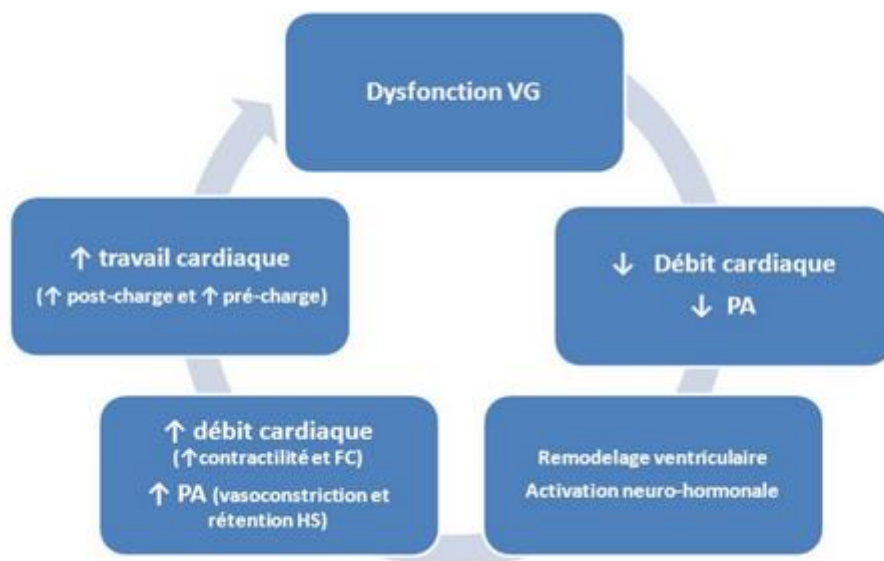 Dysfonction VG
↓ Débit cardiaque
↓ PA
Remodelage ventriculaire
Activation neuro-hormonale
↑ débit cardiaque
(↑contractilité et FC)
↑ PA (vasoconstriction et
rétention HS)
↑ travail cardiaque
(↑ post-charge et ↑ pré-charge)